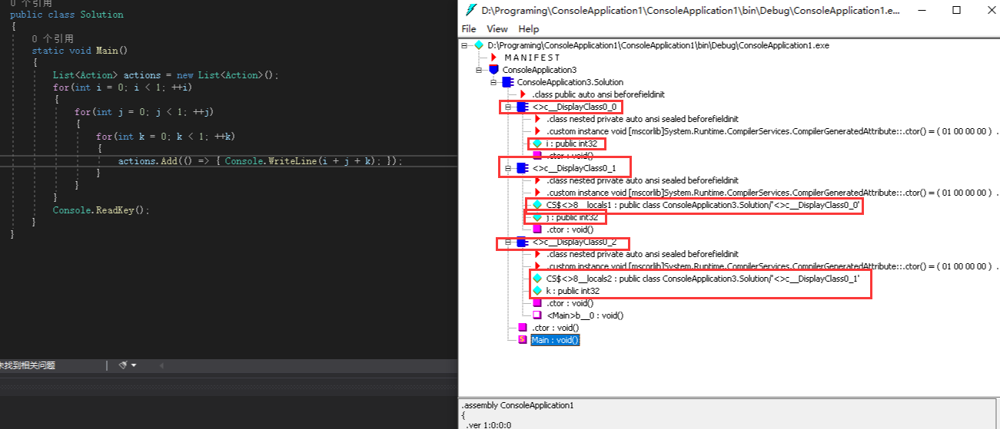 0 个引用
public class Solution
{
0 个引用
static void Main()
{
List<Action> actions = new List<Action>();
for(int i = 0; i < 1; ++i)
{
for(int j = 0; j < 1; ++j)
{
for(int k = 0; k < 1; ++k)
{
actions.Add(() => { Console.WriteLine(i + j + k); });
}
}
}
Console.ReadKey();
}
}
未找到相关问题
D:\Programing\ConsoleApplication1\ConsoleApplication1\bin\Debug\ConsoleApplication1.e...
File View Help
D:\Programing\ConsoleApplication1\ConsoleApplication1\bin\Debug\ConsoleApplication1.exe
MANIFEST
ConsoleApplication3
ConsoleApplication3.Solution
.class public auto ansi beforefieldinit
<>c__DisplayClass0_0
.class nested private auto ansi sealed beforefieldinit
.custom instance void [mscorlib]System.Runtime.CompilerServices.CompilerGeneratedAttribute::.ctor() = ( 01 00 00 00 ) .
i : public int32
.ctor : void()
<>c__DisplayClass0_1
.class nested private auto ansi sealed beforefieldinit
.custom instance void [mscorlib]System.Runtime.CompilerServices.CompilerGeneratedAttribute::.ctor() = ( 01 00 00 00 ) .
CS$<>8__locals1 : public class ConsoleApplication3.Solution/'<>c__DisplayClass0_0'
j : public int32
.ctor : void()
<>c__DisplayClass0_2
.class nested private auto ansi sealed beforefieldinit
.custom instance void [mscorlib]System.Runtime.CompilerServices.CompilerGeneratedAttribute::.ctor() = ( 01 00 00 00 ) .
CS$<>8__locals2 : public class ConsoleApplication3.Solution/'<>c__DisplayClass0_1'
k : public int32
.ctor : void()
<Main>b__0 : void()
.ctor : void()
S
Main : void()
.assembly ConsoleApplication1
{
.ver 1:0:0:0